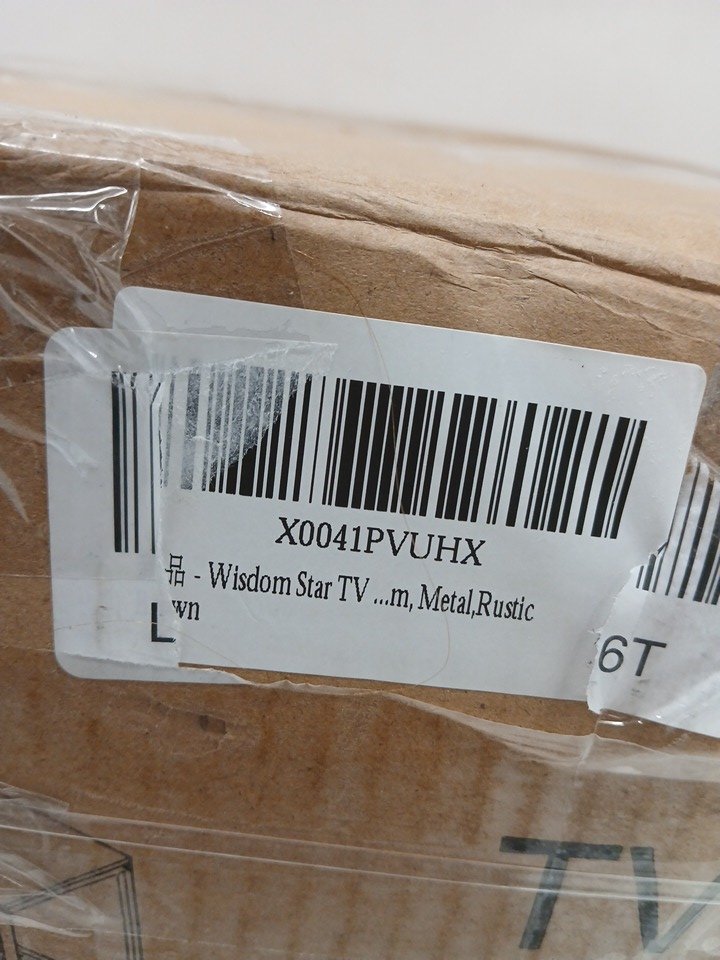 X0041PVUHX
品 - Wisdom Star TV ...m, Metal,Rustic
wn
L
6T
TV